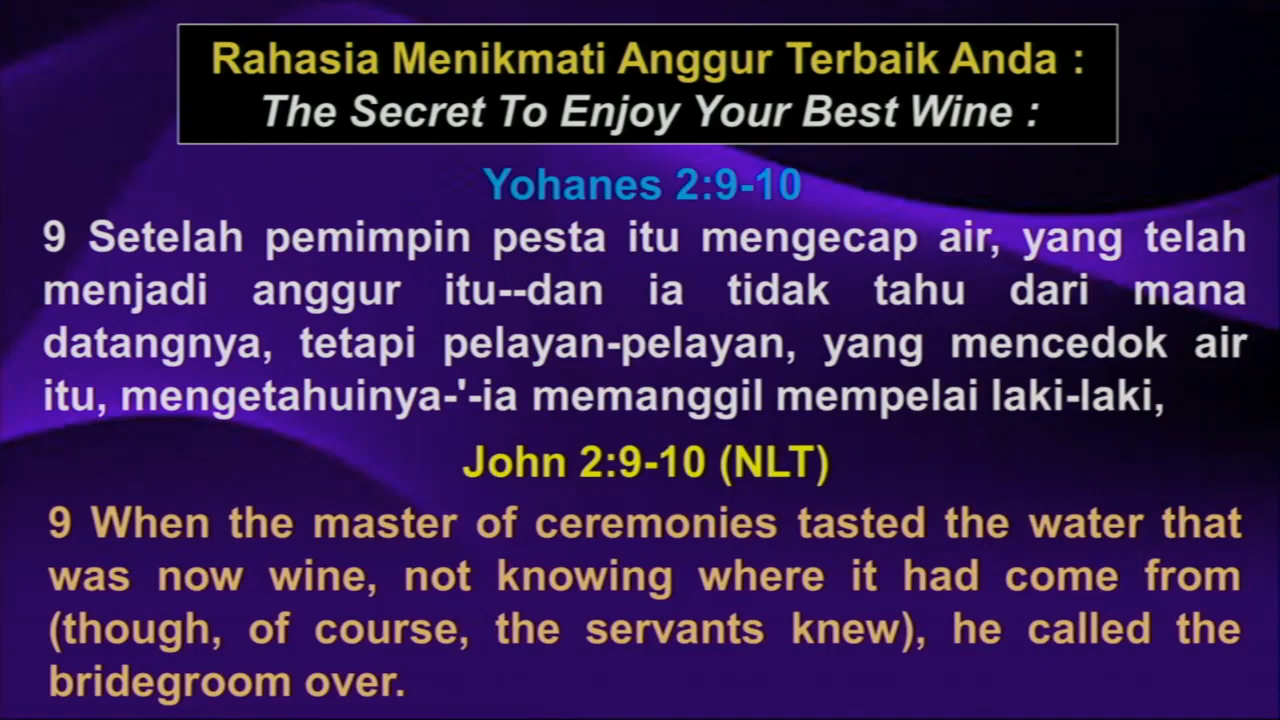 Rahasia Menikmati Anggur Terbaik Anda :
The Secret To Enjoy Your Best Wine :
Yohanes 2:9-10
9 Setelah pemimpin pesta itu mengecap air, yang telah
menjadi anggur itu--dan ia tidak tahu dari mana
datangnya, tetapi pelayan-pelayan, yang mencedok air
itu, mengetahuinya-'-ia memanggil mempelai laki-laki,
John 2:9-10 (NLT)
9 When the master of ceremonies tasted the water that
was now wine, not knowing where it had come from
(though, of course, the servants knew), he called the
bridegroom over.